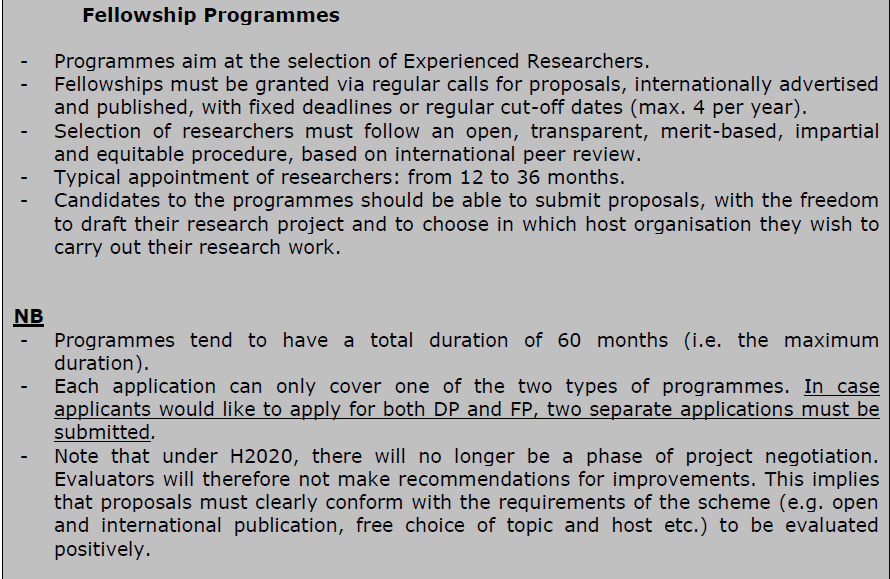 Fellowship Programmes
- Programmes aim at the selection of Experienced Researchers.
- Fellowships must be granted via regular calls for proposals, internationally advertised
and published, with fixed deadlines or regular cut-off dates (max. 4 per year).
- Selection of researchers must follow an open, transparent, merit-based, impartial
and equitable procedure, based on international peer review.
- Typical appointment of researchers: from 12 to 36 months.
- Candidates to the programmes should be able to submit proposals, with the freedom
to draft their research project and to choose in which host organisation they wish to
carry out their research work.
NB
- Programmes tend to have a total duration of 60 months (i.e. the maximum
duration).
- Each application can only cover one of the two types of programmes. In case
applicants would like to apply for both DP and FP, two separate applications must be
submitted.
- Note that under H2020, there will no longer be a phase of project negotiation.
Evaluators will therefore not make recommendations for improvements. This implies
that proposals must clearly conform with the requirements of the scheme (e.g. open
and international publication, free choice of topic and host etc.) to be evaluated
positively.